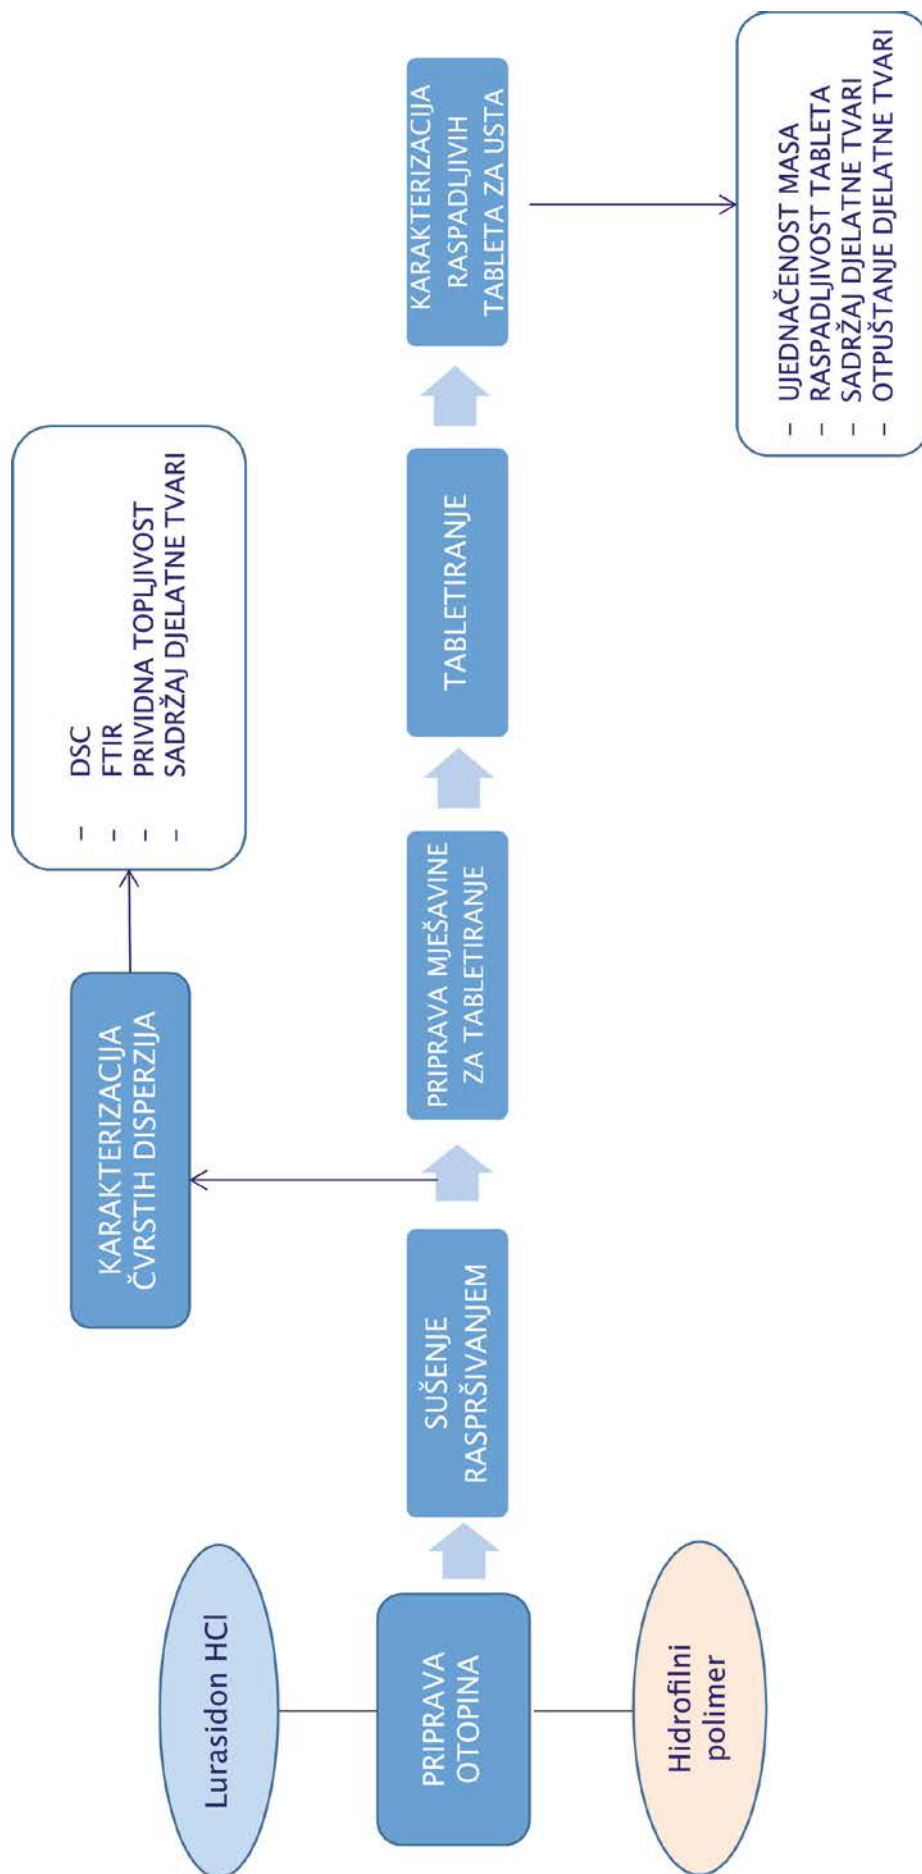 Lurasidon HCl
PRIPRAVA
OTOPINA
Hidrofilni
polimer
SUŠENJE
RASPRŠIVANJEM
KARAKTERIZACIJA
ČVRSTIH DISPERZIJA
– DSC
– FTIR
– PRIVIDNA TOPLJIVOST
– SADRŽAJ DJELATNE TVARI
PRIPRAVA MJEŠAVINE
ZA TABLETIRANJE
TABLETIRANJE
KARAKTERIZACIJA
RASPADLJIVIH
TABLETA ZA USTA
– UJEDNAČENOST MASA
– RASPADLJIVOST TABLETA
– SADRŽAJ DJELATNE TVARI
– OTPUŠTANJE DJELATNE TVARI